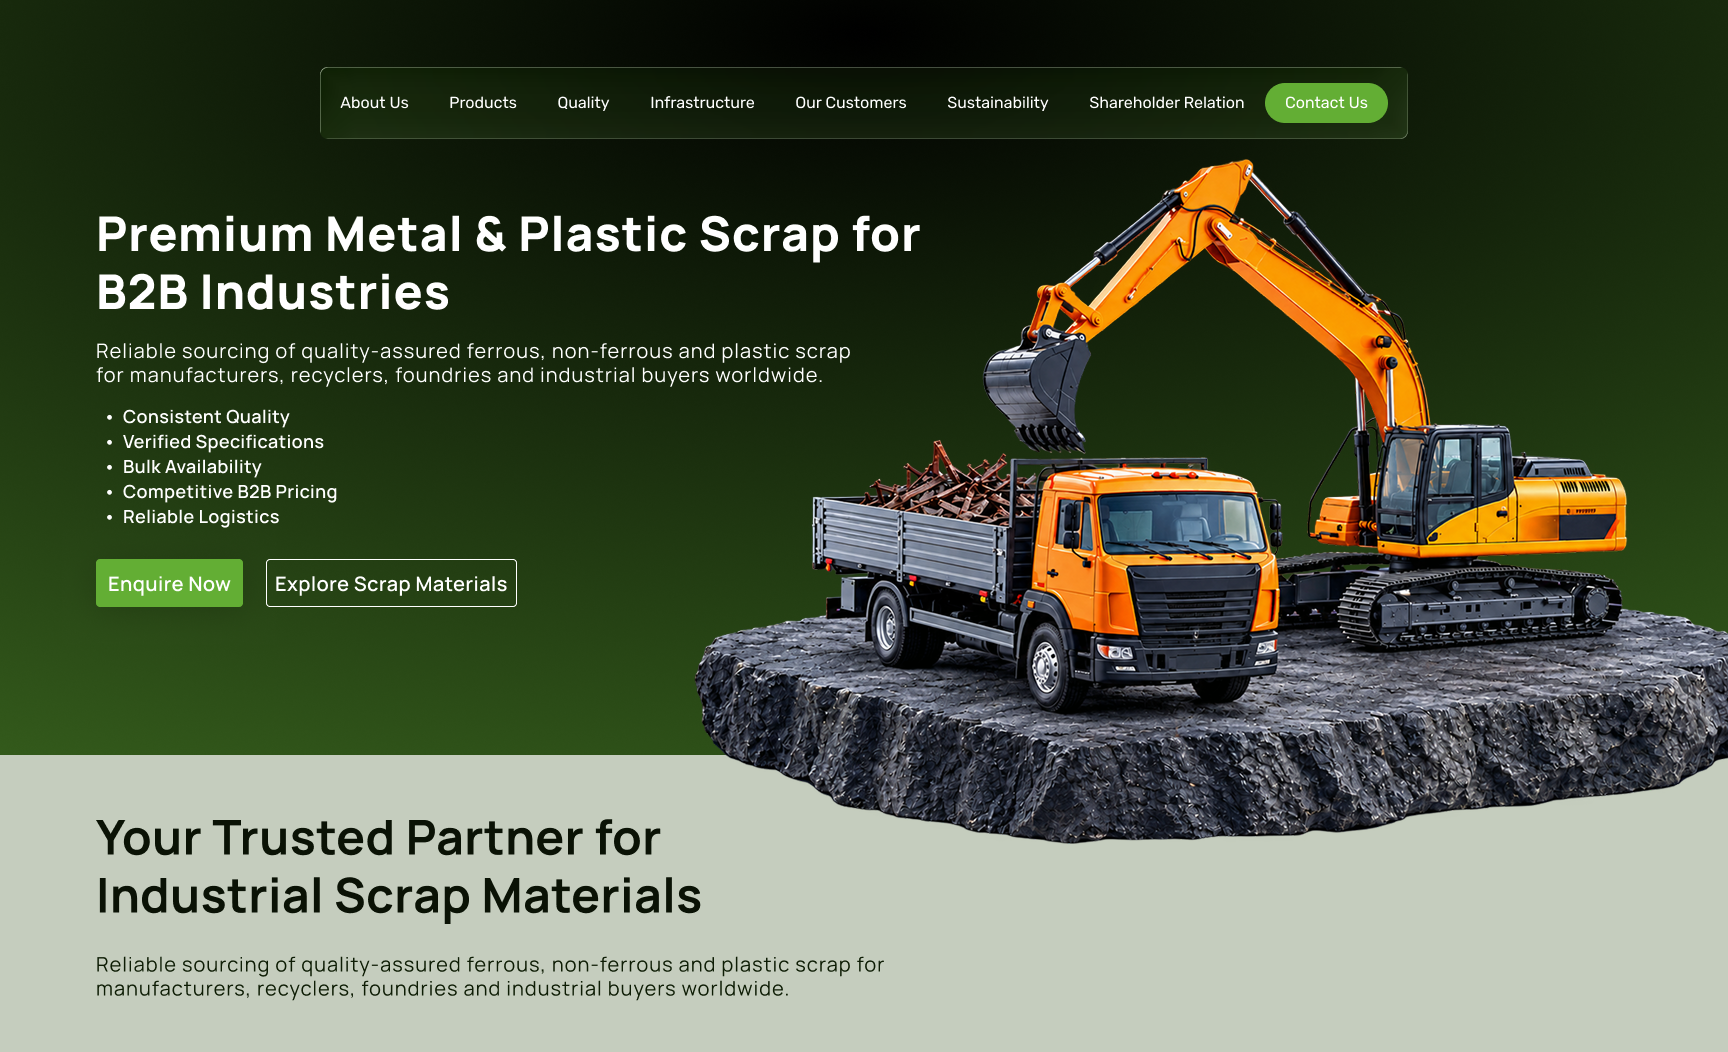 About Us Products Quality Infrastructure Our Customers Sustainability Shareholder Relation Contact Us
Premium Metal & Plastic Scrap for
B2B Industries
Reliable sourcing of quality-assured ferrous, non-ferrous and plastic scrap
for manufacturers, recyclers, foundries and industrial buyers worldwide.
• Consistent Quality
• Verified Specifications
• Bulk Availability
• Competitive B2B Pricing
• Reliable Logistics
Enquire Now Explore Scrap Materials
Your Trusted Partner for
Industrial Scrap Materials
Reliable sourcing of quality-assured ferrous, non-ferrous and plastic scrap for
manufacturers, recyclers, foundries and industrial buyers worldwide.